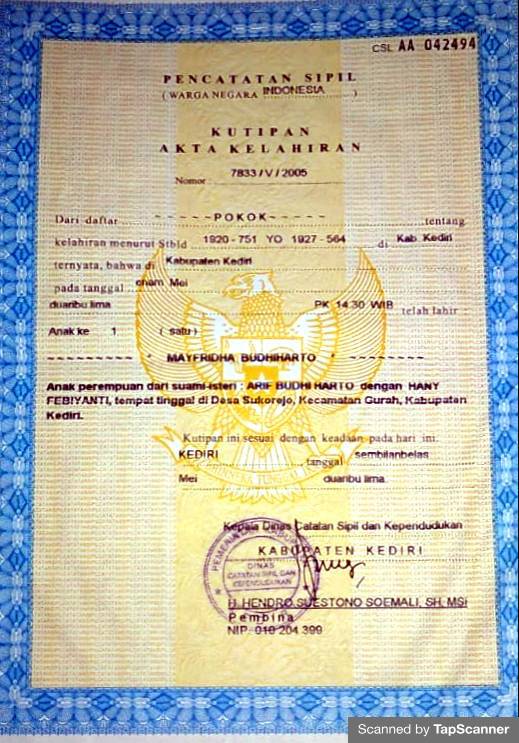 CSL AA 042494
PENCATATAN SIPIL
( WARGA NEGARA INDONESIA )
KUTIPAN
AKTA KELAHIRAN
Nomor 7833/V/2005
Dari daftar ~ ~ ~ ~ ~POKOK~ ~ ~ ~ ~ tentang
kelahiran menurut Stbld 1920 - 751 YO 1927 - 564 di Kab. Kediri
ternyata, bahwa di Kabupaten Kediri
pada tanggal enam Mei
duaribu lima PK 14.30 WIB telah lahir :
Anak ke 1 ( satu )
~ ~ ~ ~ ~ ~ ~ ~ ~ " MAYFRIDHA BUDHIHARTO " ~ ~ ~ ~ ~ ~ ~ ~ ~
Anak perempuan dari suami-isteri : ARIF BUDHI HARTO dengan HANY
FEBIYANTI, tempat tinggal di Desa Sukorejo, Kecamatan Gurah, Kabupaten
Kediri.
Kutipan ini sesuai dengan keadaan pada hari ini.
KEDIRI tanggal sembilanbelas
Mei duaribu lima
Kepala Dinas Catatan Sipil dan Kependudukan
KABUPATEN KEDIRI
DINAS
CATATAN SIPIL DAN
KEPENDUDUKAN
H. HENDRO SUESTONO SOEMALI, SH, MSi
Pembina
NIP. 010 204 399
Scanned by TapScanner